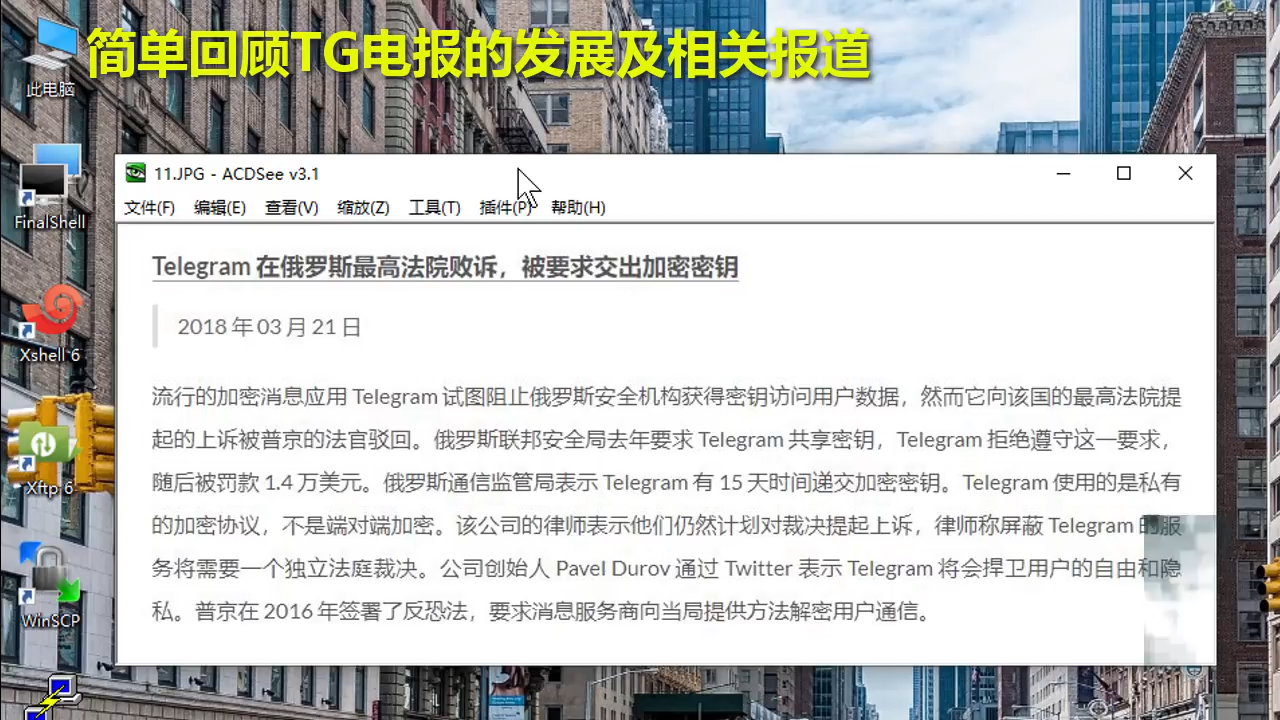 简单回顾TG电报的发展及相关报道
此电脑
FinalShell
Xshell 6
Xftp 6
WinSCP
11.JPG - ACDSee v3.1
文件(F) 编辑(E) 查看(V) 缩放(Z) 工具(T) 插件(P) 帮助(H)
Telegram 在俄罗斯最高法院败诉，被要求交出加密密钥
2018 年 03 月 21 日
流行的加密消息应用 Telegram 试图阻止俄罗斯安全机构获得密钥访问用户数据，然而它向该国的最高法院提
起的上诉被普京的法官驳回。俄罗斯联邦安全局去年要求 Telegram 共享密钥，Telegram 拒绝遵守这一要求，
随后被罚款 1.4 万美元。俄罗斯通信监管局表示 Telegram 有 15 天时间递交加密密钥。Telegram 使用的是私有
的加密协议，不是端对端加密。该公司的律师表示他们仍然计划对裁决提起上诉，律师称屏蔽 Telegram 的服
务将需要一个独立法庭裁决。公司创始人 Pavel Durov 通过 Twitter 表示 Telegram 将会捍卫用户的自由和隐
私。普京在 2016 年签署了反恐法，要求消息服务商向当局提供方法解密用户通信。